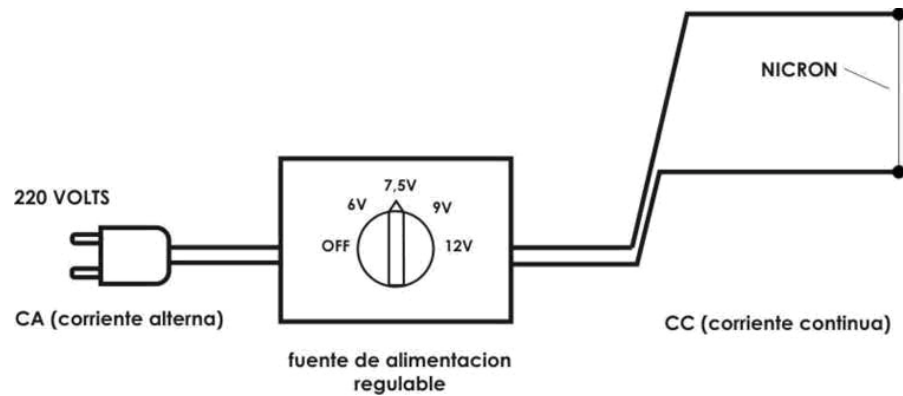 NICRON
220 VOLTS
7,5V
6V
9V
OFF
12V
CA (corriente alterna)
CC (corriente continua)
fuente de alimentacion
regulable